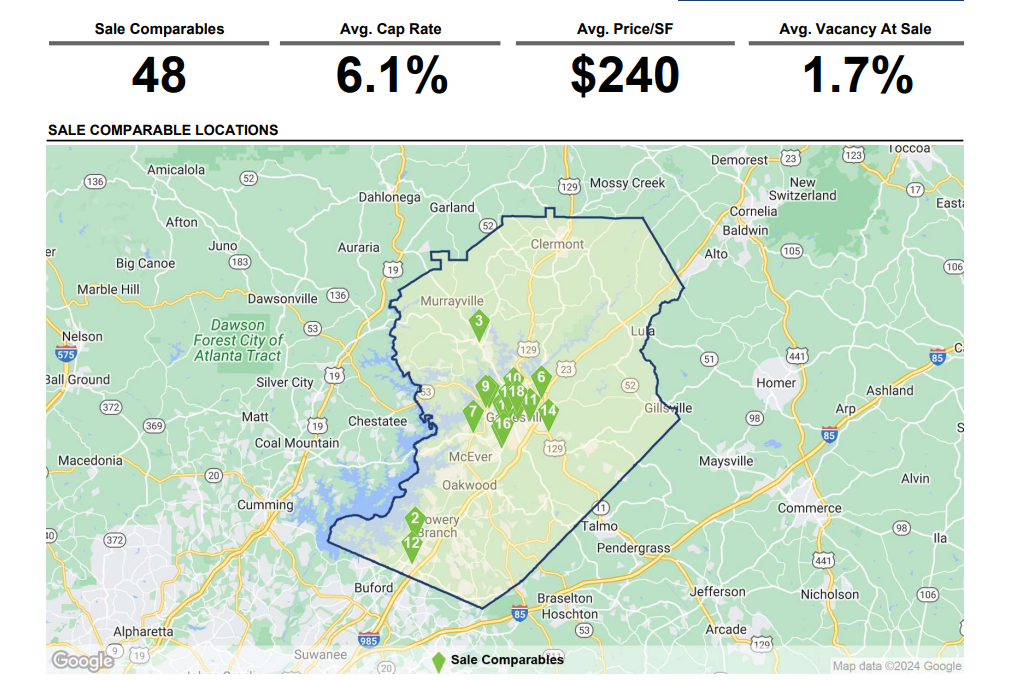 Sale Comparables
Avg. Cap Rate
Avg. Price/SF
Avg. Vacancy At Sale
48
6.1%
$240
1.7%
SALE COMPARABLE LOCATIONS
Toccoa
Demorest
23
123
136
Amicalola
52
129
Mossy Creek
New
Switzerland
17
Dahlonega
Garland
Cornelia
Afton
52
Baldwin
Juno
Auraria
Clermont
Alto
105
183
Big Canoe
19
106
Marble Hill
Dawsonville
136
Murrayville
Dawson
Forest City of
Atlanta Tract
53
3
Lula
Nelson
575
129
441
85
51
Ball Ground
Silver City
19
9
10
6
23
52
Homer
Ashland
53
118
11
372
Matt
Chestatee
7
14
Gillsville
Arp
369
19
16
98
85
Coal Mountain
129
Macedonia
McEver
Maysville
20
Oakwood
Alvin
Cumming
11
Commerce
2
Talmo
98
372
12
Branch
Ila
Pendergrass
441
Buford
Jefferson
Nicholson
106
Braselton
85
Hoschton
Alpharetta
985
53
Arcade
129
9
19
Suwanee
20
Google
Sale Comparables
Map data ©2024 Google